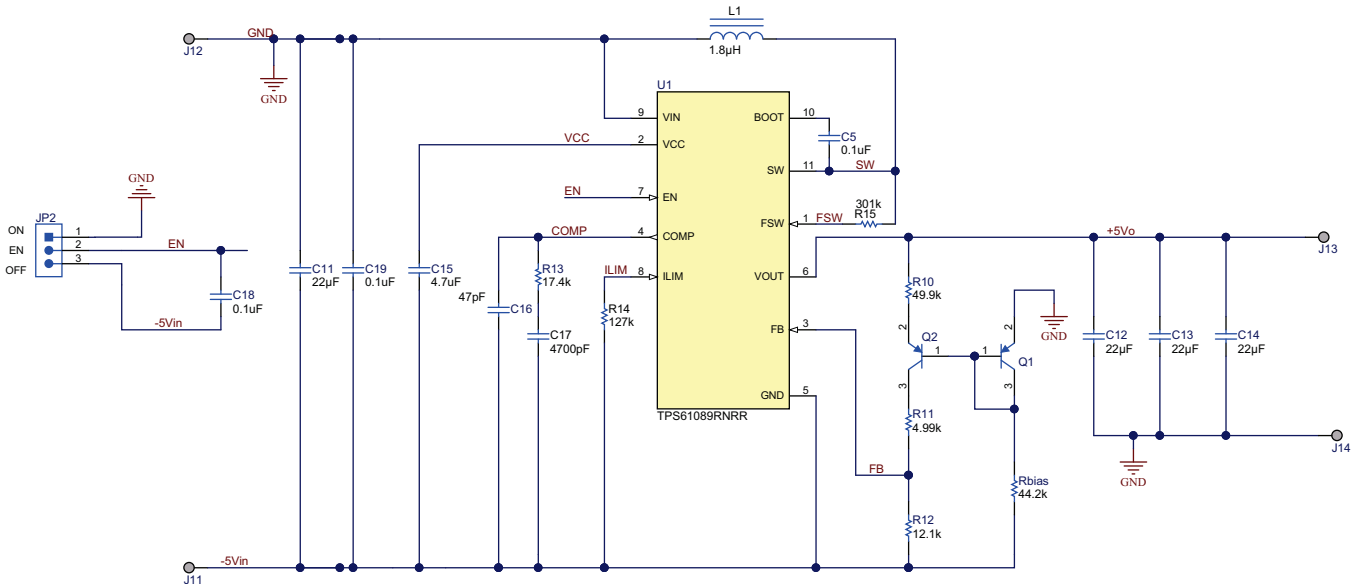 L1
1.8µH
GND
J12
GND
U1
9
VIN
BOOT
10
C5
0.1uF
VCC
2
VCC
SW
11
SW
EN
7
EN
301k
R15
FSW
1
FSW
GND
JP2
ON
1
EN
2
EN
OFF
3
C18
0.1uF
-5Vin
COMP
4
COMP
+5Vo
J13
C11
22µF
C19
0.1uF
C15
4.7uF
47pF
C16
R13
17.4k
C17
4700pF
ILIM
8
ILIM
R14
127k
VOUT
6
R10
49.9k
FB
3
2
Q2
1
3
2
GND
1
Q1
3
C12
22µF
C13
22µF
C14
22µF
GND
5
TPS61089RNRR
R11
4.99k
J14
GND
FB
Rbias
44.2k
R12
12.1k
-5Vin
J11